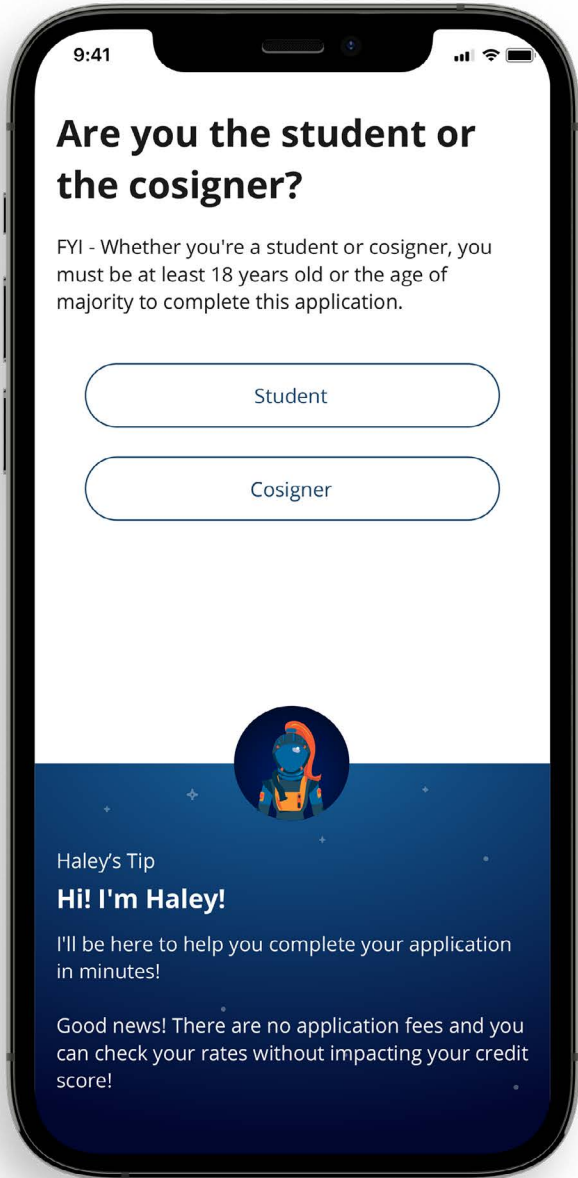 9:41
Are you the student or
the cosigner?
FYI - Whether you're a student or cosigner, you
must be at least 18 years old or the age of
majority to complete this application.
Student
Cosigner
Haley’s Tip
Hi! I'm Haley!
I'll be here to help you complete your application
in minutes!
Good news! There are no application fees and you
can check your rates without impacting your credit
score!